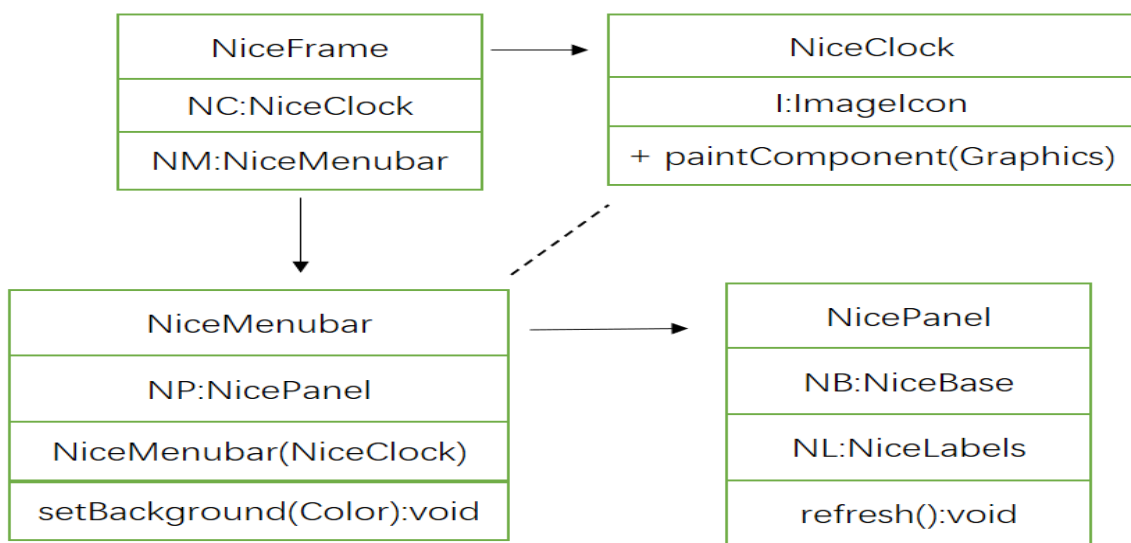 NiceFrame
NC:NiceClock
NM:NiceMenubar
NiceClock
I:ImageIcon
+ paintComponent(Graphics)
NiceMenubar
NP:NicePanel
NiceMenubar(NiceClock)
setBackground(Color):void
NicePanel
NB:NiceBase
NL:NiceLabels
refresh():void